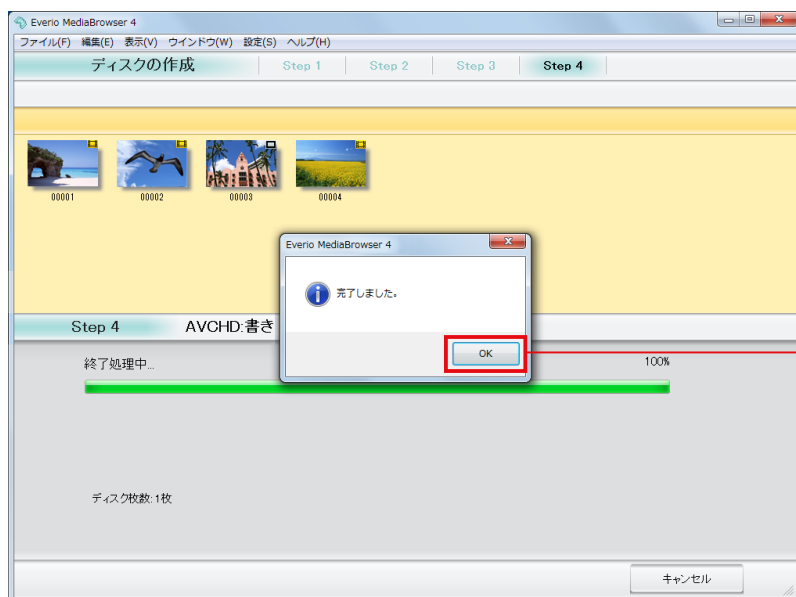 Everio MediaBrowser 4
ファイル(F) 編集(E) 表示(V) ウインドウ(W) 設定(S) ヘルプ(H)
ディスクの作成 Step 1 Step 2 Step 3 Step 4
00001 00002 00003 00004
Everio MediaBrowser 4
完了しました。
OK
Step 4 AVCHD:書き
終了処理中... 100%
ディスク枚数:1枚
キャンセル